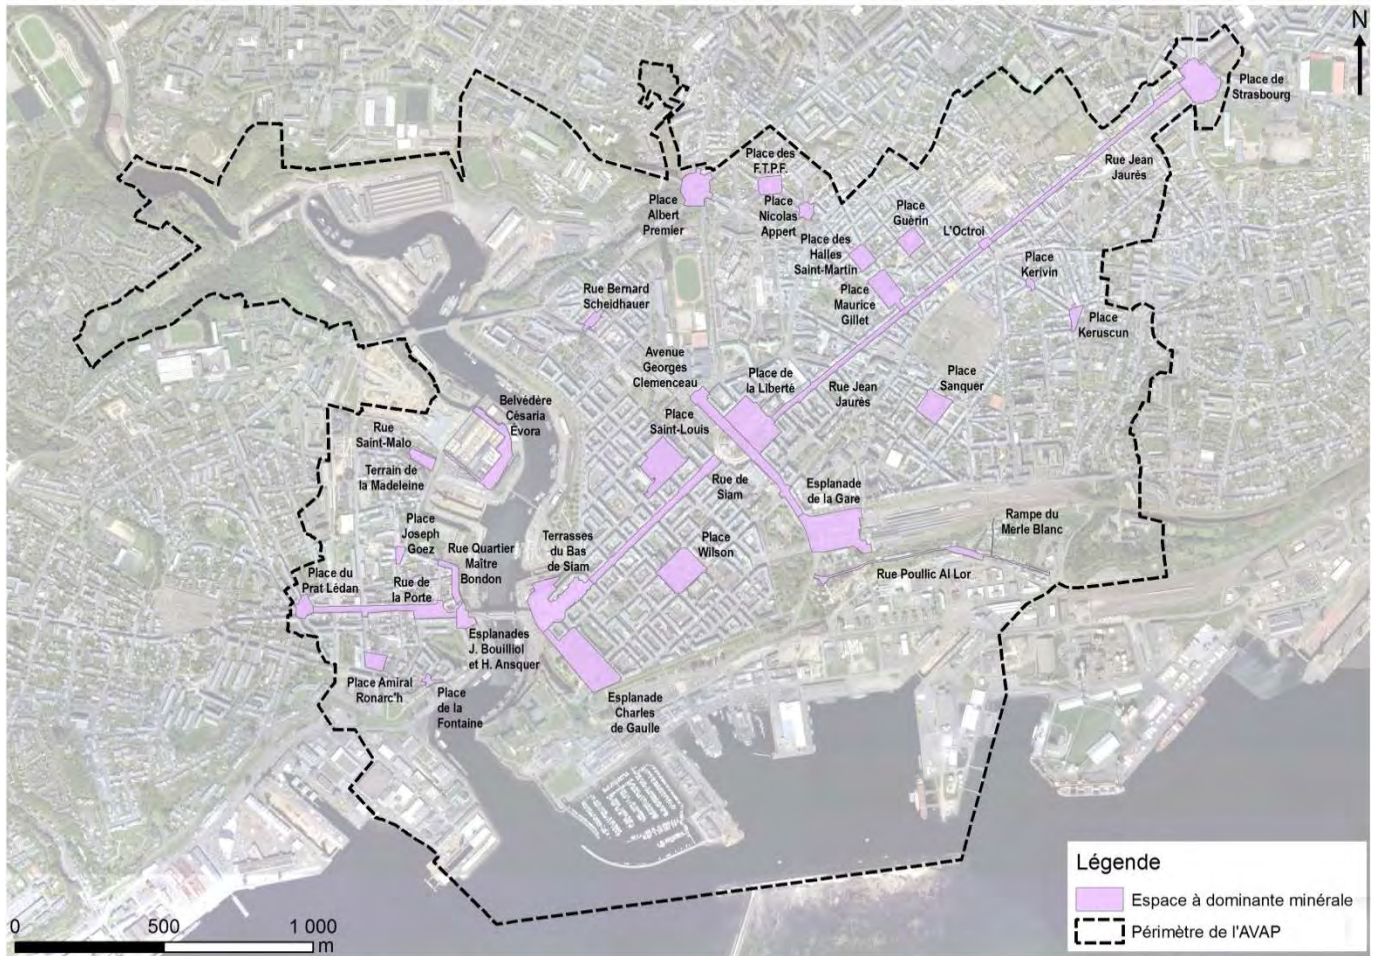 N
Place de
Strasbourg
Place des
F.T.P.F.
Rue Jean
Jaurès
Place
Albert
Premier
Place
Nicolas
Appert
Place
Guérin
L'Octroi
Place des
Halles
Saint-Martin
Place
Kerivin
Place
Maurice
Gillet
Rue Bernard
Scheidhauer
Place
Keruscun
Avenue
Georges
Clemenceau
Place de
la Liberté
Rue Jean
Jaurès
Place
Sanquer
Belvédère
Césaria
Évora
Place
Saint-Louis
Rue
Saint-Malo
Terrain de
la Madeleine
Rue de
Siam
Esplanade
de la Gare
Rampe du
Merle Blanc
Place
Joseph
Goez
Rue Quartier
Maître
Bondon
Terrasses
du Bas
de Siam
Place
Wilson
Rue Poullic Al Lor
Place du
Prat Lédan
Rue de
la Porte
Esplanades
J. Bouilliol
et H. Ansquer
Place Amiral
Ronarc'h
Place
de la
Fontaine
Esplanade
Charles
de Gaulle
Légende
Espace à dominante minérale
Périmètre de l'AVAP
0 500 1 000
m